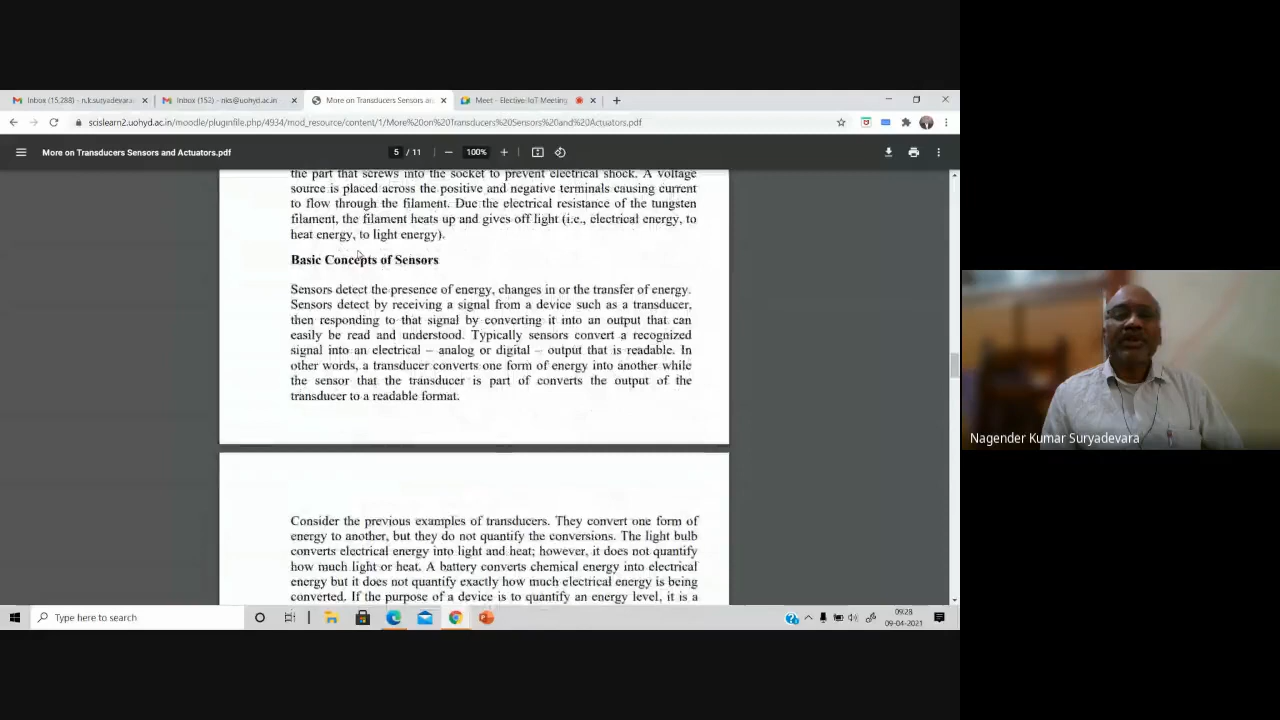 Inbox (15,288) - n.k.suryadevara
Inbox (152) - nks@uohyd.ac.in
More on Transducers Sensors an
Meet - Elective: IoT Meeting
scislearn2.uohyd.ac.in/moodle/pluginfile.php/4934/mod_resource/content/1/More%20on%20Transducers%20Sensors%20and%20Actuators.pdf
More on Transducers Sensors and Actuators.pdf
5 / 11
100%
the part that screws into the socket to prevent electrical shock. A voltage
source is placed across the positive and negative terminals causing current
to flow through the filament. Due the electrical resistance of the tungsten
filament, the filament heats up and gives off light (i.e., electrical energy, to
heat energy, to light energy).
Basic Concepts of Sensors
Sensors detect the presence of energy, changes in or the transfer of energy.
Sensors detect by receiving a signal from a device such as a transducer,
then responding to that signal by converting it into an output that can
easily be read and understood. Typically sensors convert a recognized
signal into an electrical – analog or digital – output that is readable. In
other words, a transducer converts one form of energy into another while
the sensor that the transducer is part of converts the output of the
transducer to a readable format.
Consider the previous examples of transducers. They convert one form of
energy to another, but they do not quantify the conversions. The light bulb
converts electrical energy into light and heat; however, it does not quantify
how much light or heat. A battery converts chemical energy into electrical
energy but it does not quantify exactly how much electrical energy is being
converted. If the purpose of a device is to quantify an energy level, it is a
Nagender Kumar Suryadevara
Type here to search
09:28
09-04-2021